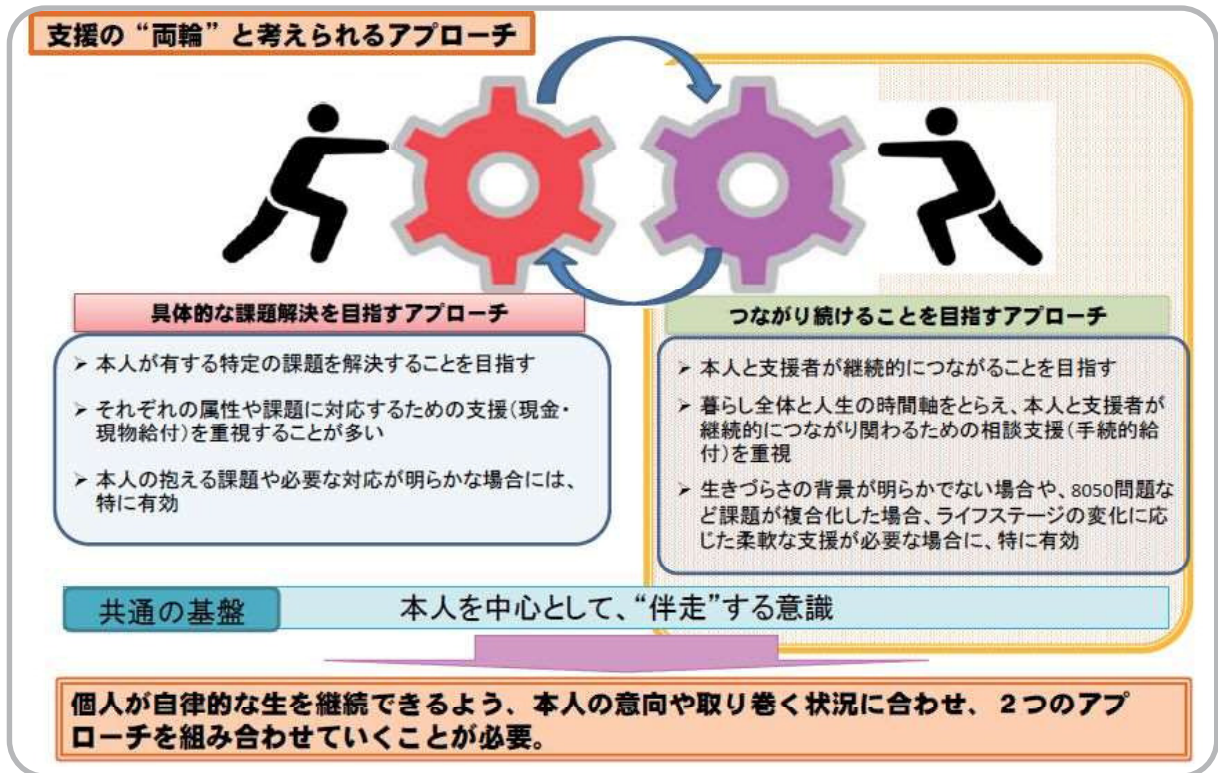 支援の“両輪”と考えられるアプローチ
具体的な課題解決を目指すアプローチ
➢ 本人が有する特定の課題を解決することを目指す
➢ それぞれの属性や課題に対応するための支援(現金・
現物給付)を重視することが多い
➢ 本人の抱える課題や必要な対応が明らかな場合には、
特に有効
つながり続けることを目指すアプローチ
➢ 本人と支援者が継続的につながることを目指す
➢ 暮らし全体と人生の時間軸をとらえ、本人と支援者が
継続的につながり関わるための相談支援(手続的給
付)を重視
➢ 生きづらさの背景が明らかでない場合や、8050問題な
ど課題が複合化した場合、ライフステージの変化に応
じた柔軟な支援が必要な場合に、特に有効
共通の基盤
本人を中心として、“伴走”する意識
個人が自律的な生を継続できるよう、本人の意向や取り巻く状況に合わせ、2つのアプ
ローチを組み合わせていくことが必要。